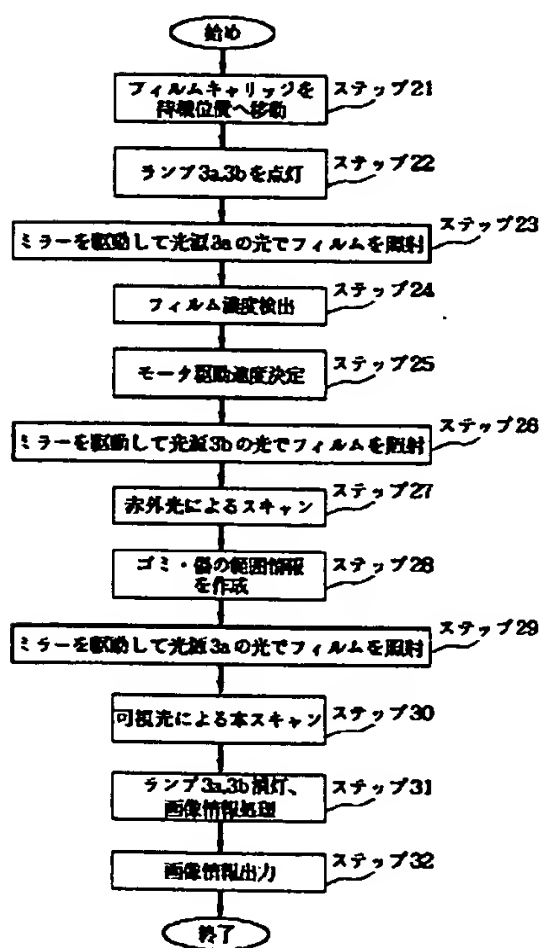 始め
フィルムキャリッジを
待機位置へ移動
ステップ21
ランプ3a,3bを点灯
ステップ22
ミラーを駆動して光源3aの光でフィルムを照射
ステップ23
フィルム濃度検出
ステップ24
モータ駆動速度決定
ステップ25
ミラーを駆動して光源3bの光でフィルムを照射
ステップ26
赤外光によるスキャン
ステップ27
ゴミ・傷の範囲情報
を作成
ステップ28
ミラーを駆動して光源3aの光でフィルムを照射
ステップ29
可視光による本スキャン
ステップ30
ランプ3a,3b消灯、
画像情報処理
ステップ31
画像情報出力
ステップ32
終了